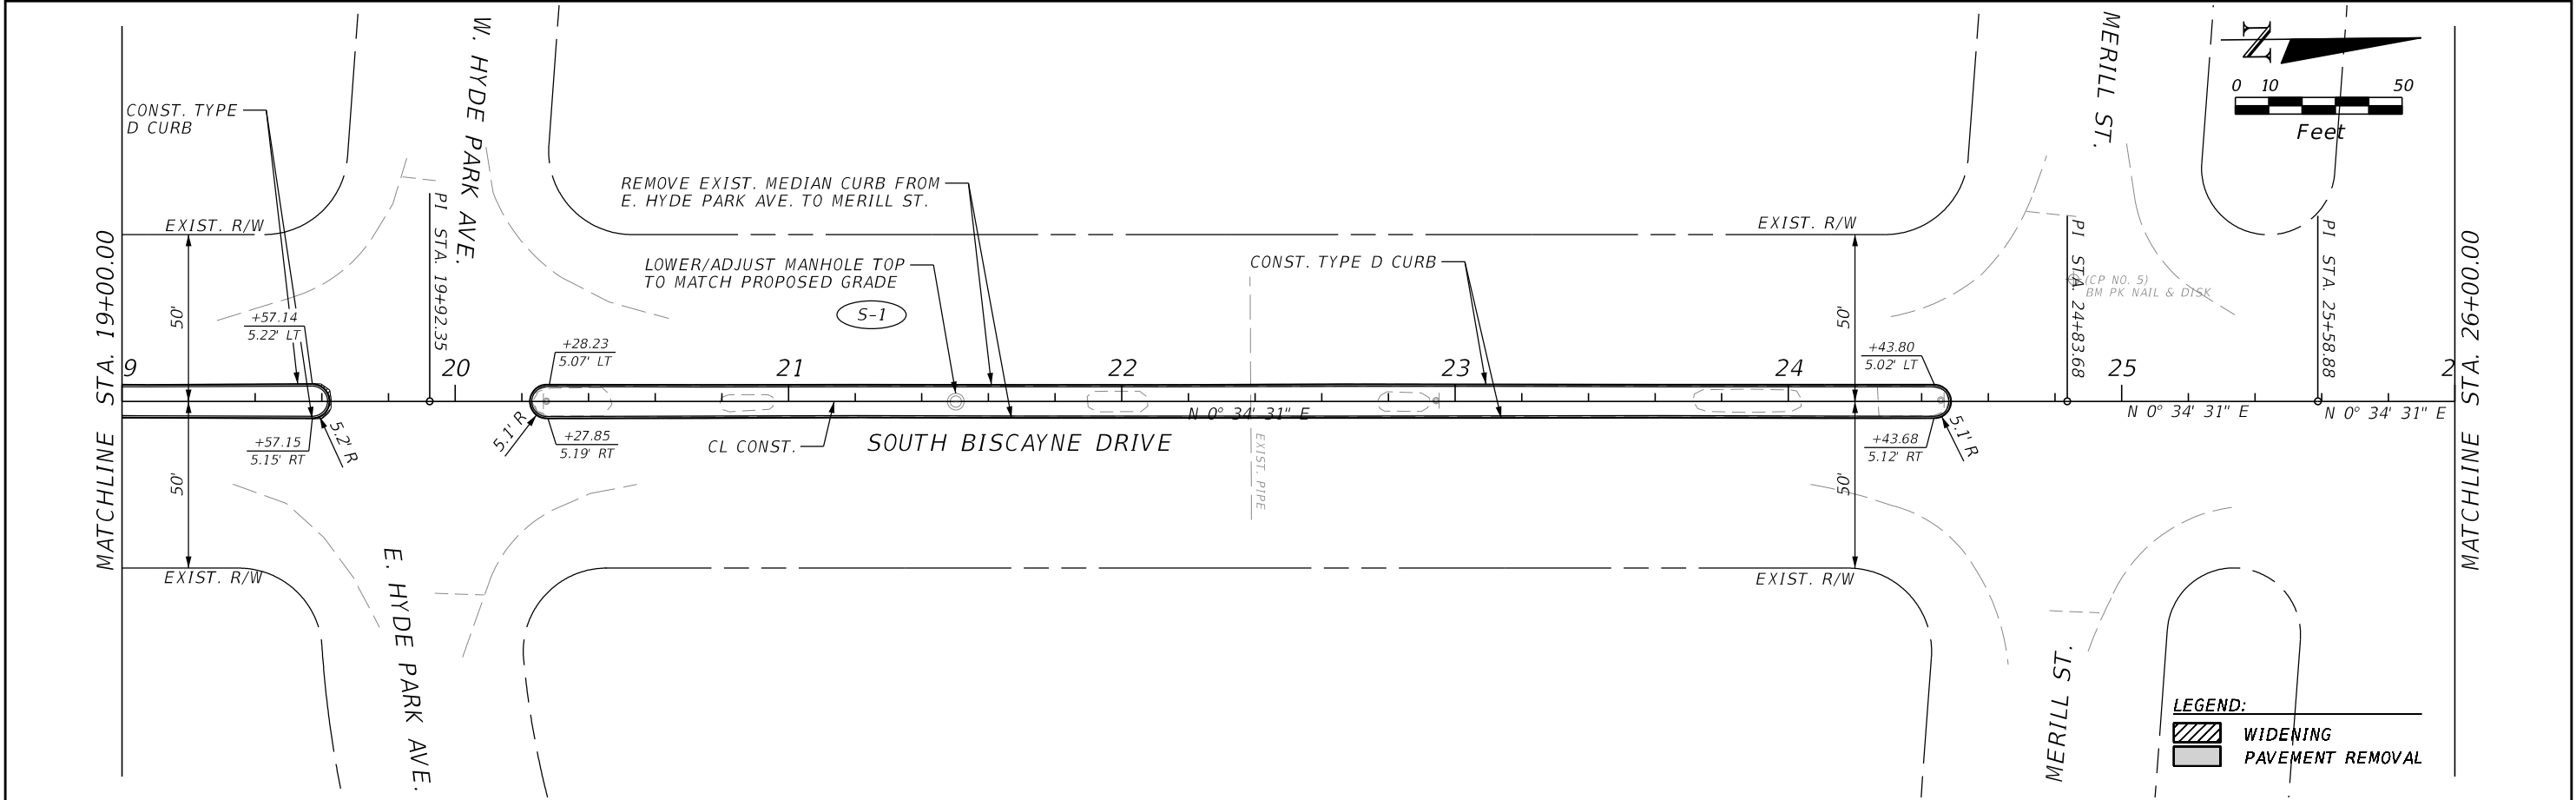 W. HYDE PARK AVE.
MERILL ST.
N
0 10 50
Feet
CONST. TYPE
D CURB
REMOVE EXIST. MEDIAN CURB FROM
E. HYDE PARK AVE. TO MERILL ST.
EXIST. R/W
EXIST. R/W
LOWER/ADJUST MANHOLE TOP
TO MATCH PROPOSED GRADE
S-1
CONST. TYPE D CURB
PI STA. 19+92.35
PI STA. 24+83.68
PI STA. 25+58.88
(CP NO. 5)
BM PK NAIL & DISK
MATCHLINE STA. 19+00.00
MATCHLINE STA. 26+00.00
50'
50'
+57.14
5.22' LT
+28.23
5.07' LT
+43.80
5.02' LT
9
20
21
22
23
24
25
2
N 0° 34' 31" E
N 0° 34' 31" E
N 0° 34' 31" E
+57.15
5.15' RT
5.2' R
5.1' R
+27.85
5.19' RT
CL CONST.
SOUTH BISCAYNE DRIVE
EXIST. PIPE
+43.68
5.12' RT
5.1' R
50'
50'
EXIST. R/W
EXIST. R/W
E. HYDE PARK AVE.
MERILL ST.
LEGEND:
WIDENING
PAVEMENT REMOVAL